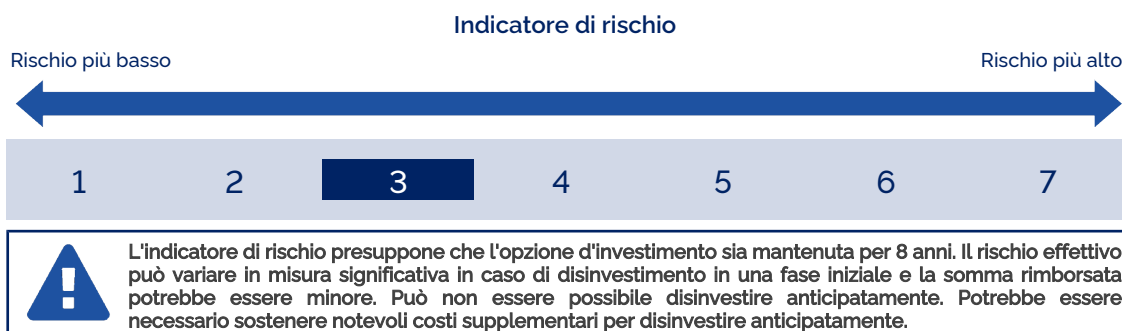 Indicatore di rischio
Rischio più basso Rischio più alto
1 2 3 4 5 6 7
L'indicatore di rischio presuppone che l'opzione d'investimento sia mantenuta per 8 anni. Il rischio effettivo
può variare in misura significativa in caso di disinvestimento in una fase iniziale e la somma rimborsata
potrebbe essere minore. Può non essere possibile disinvestire anticipatamente. Potrebbe essere
necessario sostenere notevoli costi supplementari per disinvestire anticipatamente.